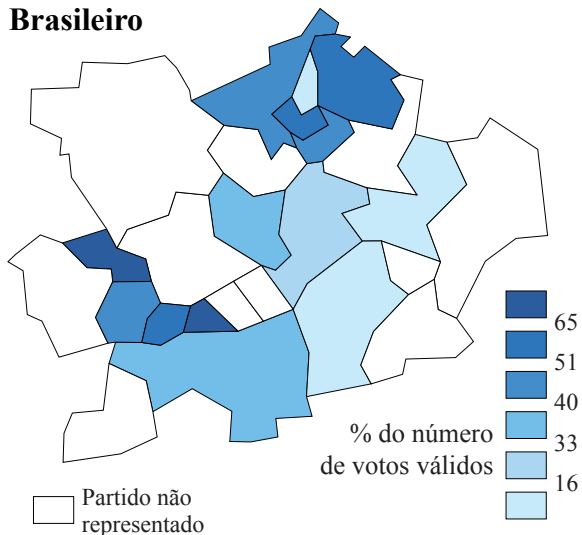 Brasileiro
65
51
40
33
16
% do número
de votos válidos
Partido não
representado